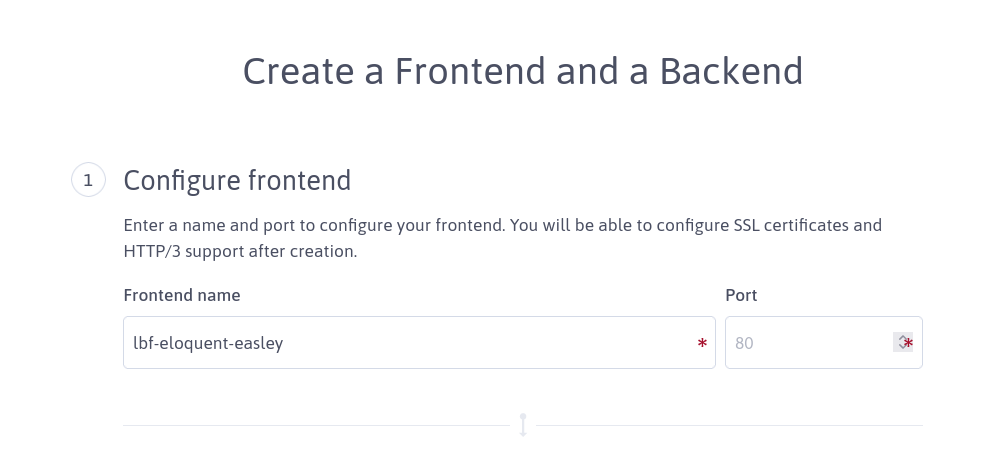 Create a Frontend and a Backend
1 Configure frontend
Enter a name and port to configure your frontend. You will be able to configure SSL certificates and
HTTP/3 support after creation.
Frontend name Port
lbf-eloquent-easley * 80 *